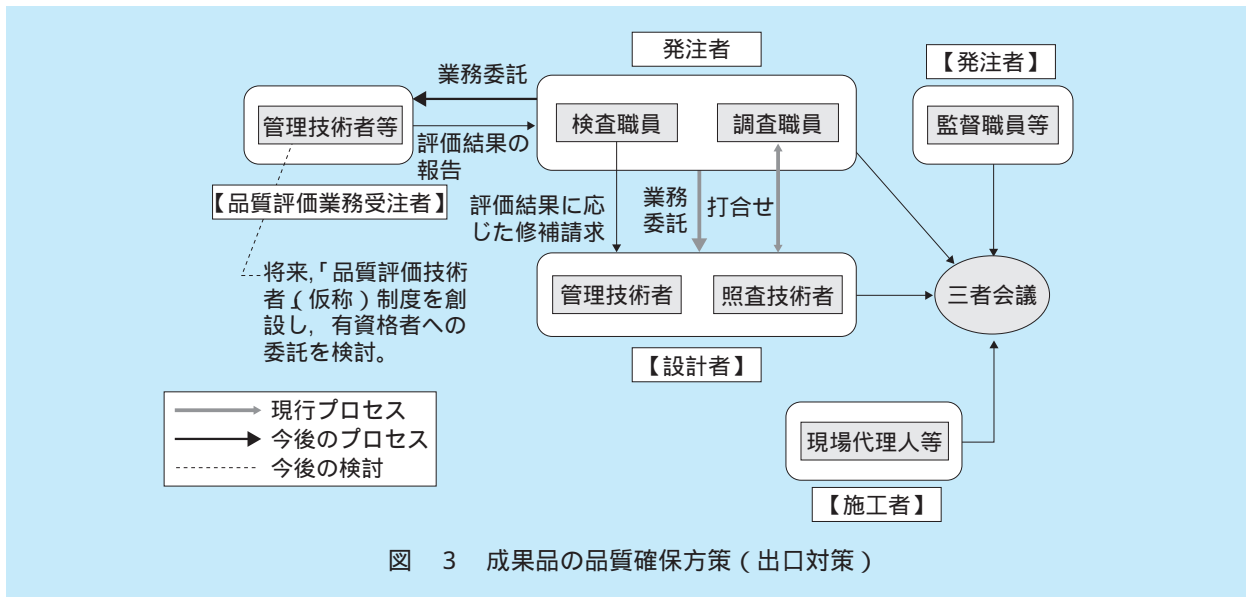 発注者
【発注者】
業務委託
管理技術者等
検査職員
調査職員
監督職員等
評価結果の
報告
【品質評価業務受注者】
評価結果に応
じた修補請求
業務
委託
打合せ
将来,「品質評価技術
者(仮称)制度を創
設し,有資格者への
委託を検討。
管理技術者
照査技術者
三者会議
【設計者】
現行プロセス
今後のプロセス
今後の検討
現場代理人等
【施工者】
図 3 成果品の品質確保方策(出口対策)